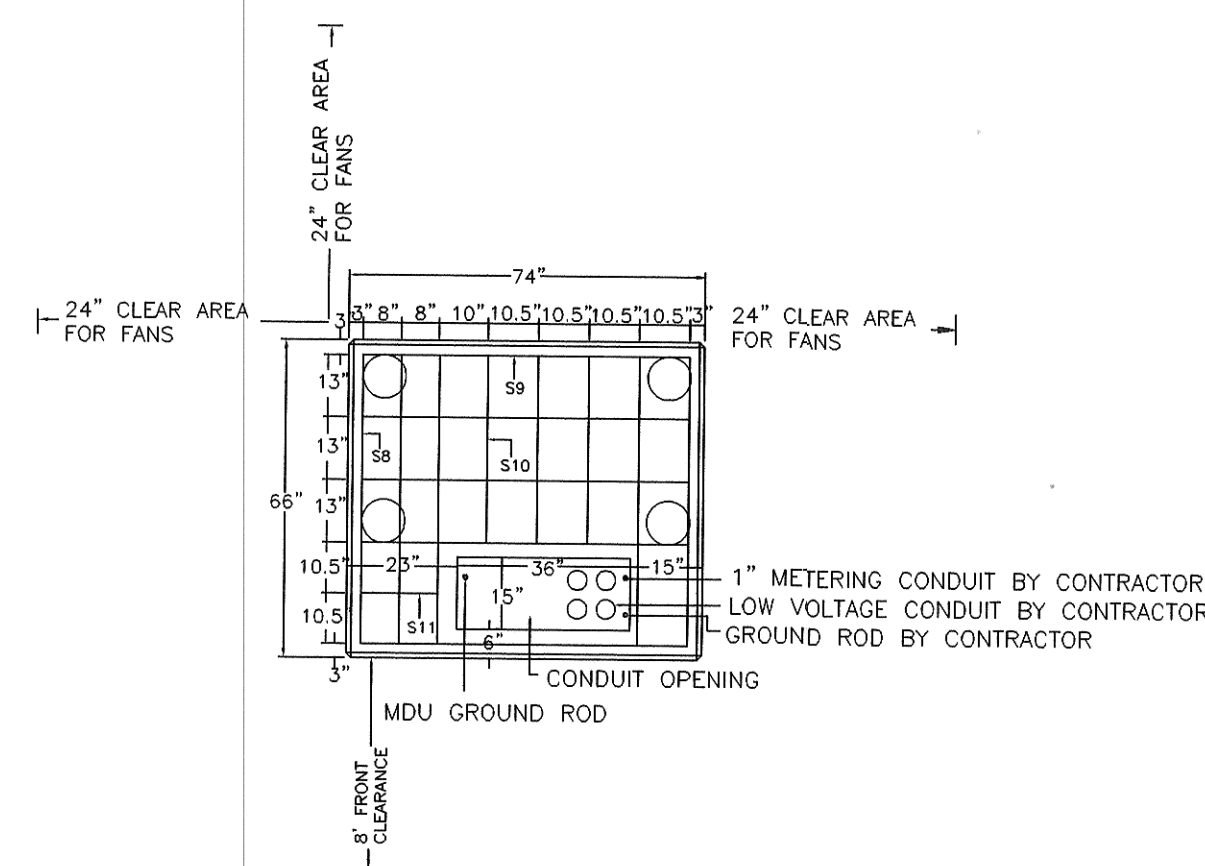 24" CLEAR AREA
FOR FANS
74"
24" CLEAR AREA
FOR FANS
3" 8" 8" 10" 10.5" 10.5" 10.5" 10.5" 3"
24" CLEAR AREA
FOR FANS
3
13"
S9
13"
S8
S10
66"
13"
10.5"
23"
36"
15"
1" METERING CONDUIT BY CONTRACTOR
15"
LOW VOLTAGE CONDUIT BY CONTRACTOR
10.5
S11
GROUND ROD BY CONTRACTOR
6"
3"
CONDUIT OPENING
MDU GROUND ROD
8' FRONT
CLEARANCE